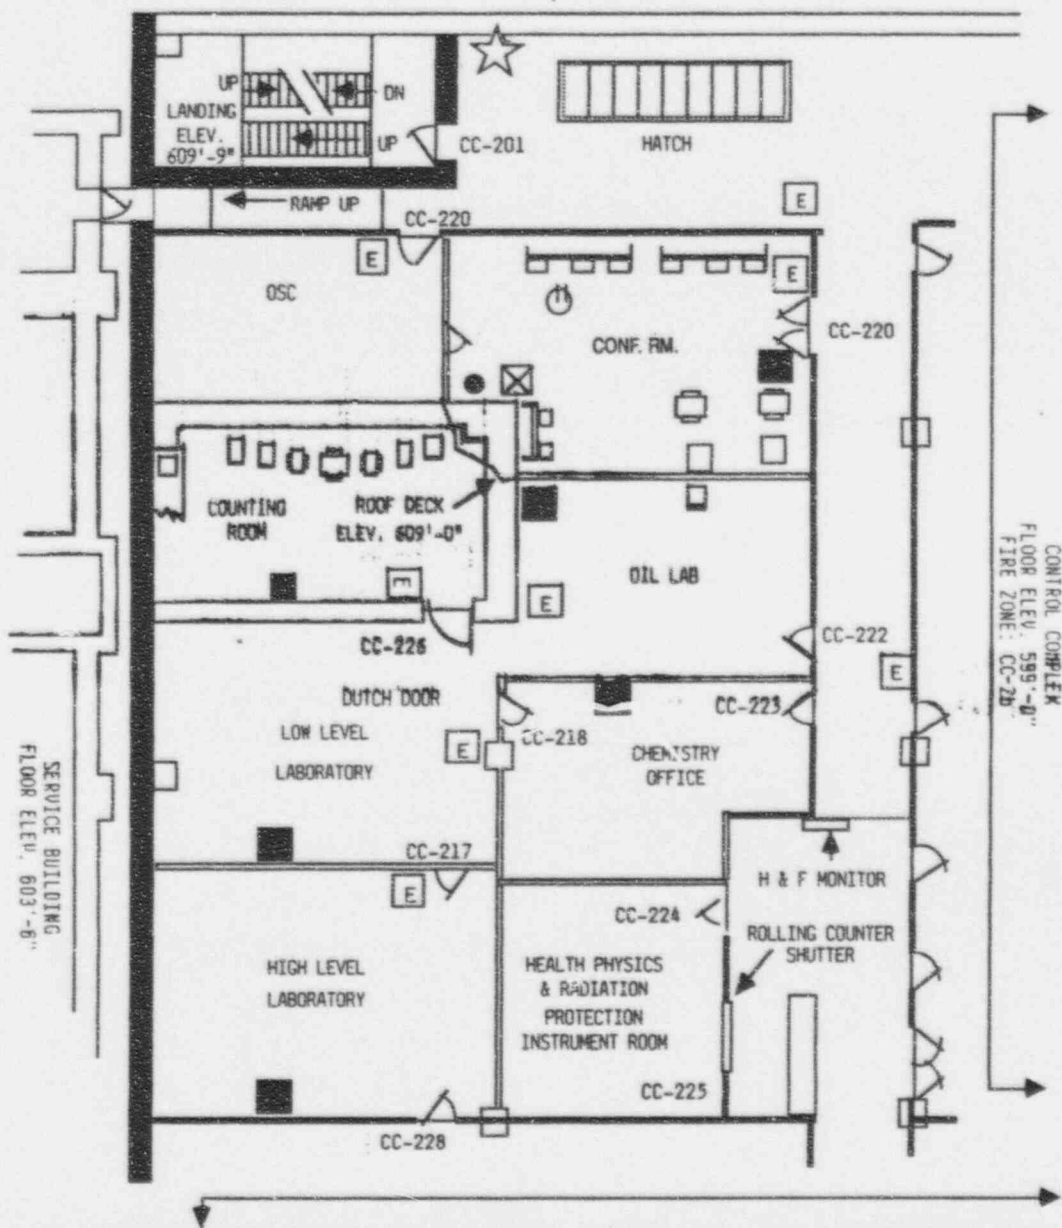 UP
DN
LANDING
ELEV.
609'-9"
UP
CC-201
HATCH
RAMP UP
CC-220
E
E
E
OSC
CONF. RM.
CC-220
COUNTING
ROOM
ROOF DECK
ELEV. 609'-0"
E
E
OIL LAB
CC-226
CC-222
E
DUTCH DOOR
CC-223
LOW LEVEL
LABORATORY
E
CC-218
CHEMISTRY
OFFICE
CC-217
E
H & F MONITOR
CC-224
ROLLING COUNTER
SHUTTER
HIGH LEVEL
LABORATORY
HEALTH PHYSICS
& RADIATION
PROTECTION
INSTRUMENT ROOM
CC-225
CC-228
SERVICE BUILDING
FLOOR ELEV. 603'-6"
CONTROL COMPLEX
FLOOR ELEV. 599'-0"
FIRE ZONE: CC-2b